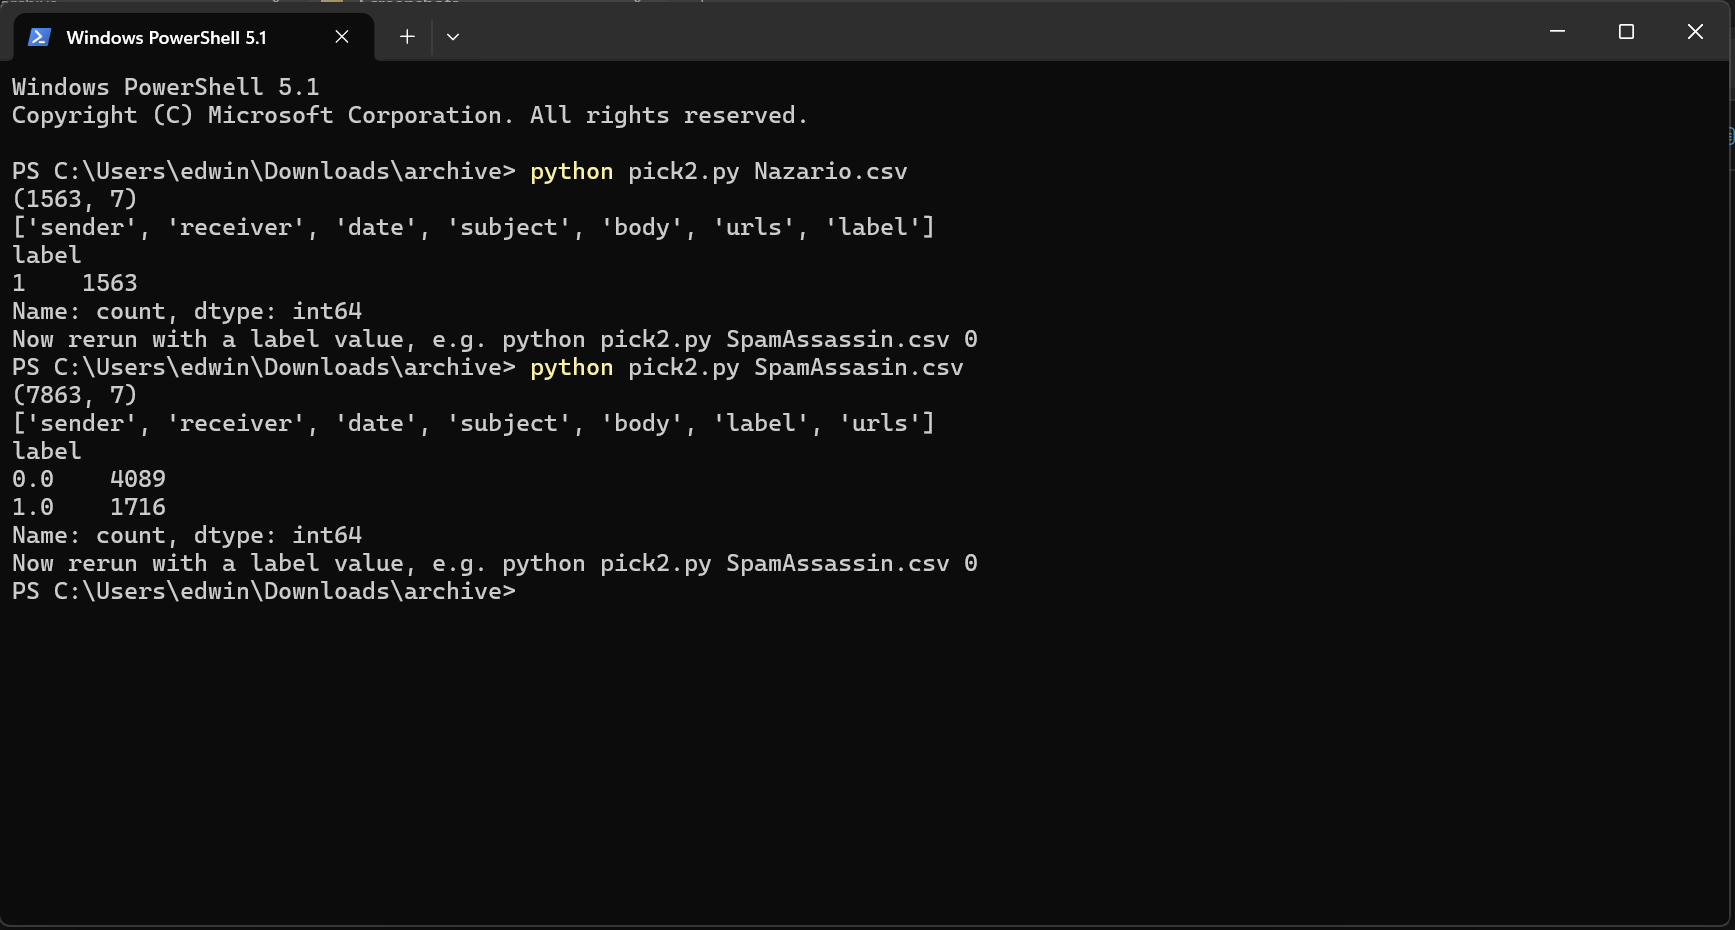 Windows PowerShell 5.1
Windows PowerShell 5.1
Copyright (C) Microsoft Corporation. All rights reserved.
PS C:\Users\edwin\Downloads\archive> python pick2.py Nazario.csv
(1563, 7)
['sender', 'receiver', 'date', 'subject', 'body', 'urls', 'label']
label
1    1563
Name: count, dtype: int64
Now rerun with a label value, e.g. python pick2.py SpamAssassin.csv 0
PS C:\Users\edwin\Downloads\archive> python pick2.py SpamAssasin.csv
(7863, 7)
['sender', 'receiver', 'date', 'subject', 'body', 'label', 'urls']
label
0.0    4089
1.0    1716
Name: count, dtype: int64
Now rerun with a label value, e.g. python pick2.py SpamAssassin.csv 0
PS C:\Users\edwin\Downloads\archive>